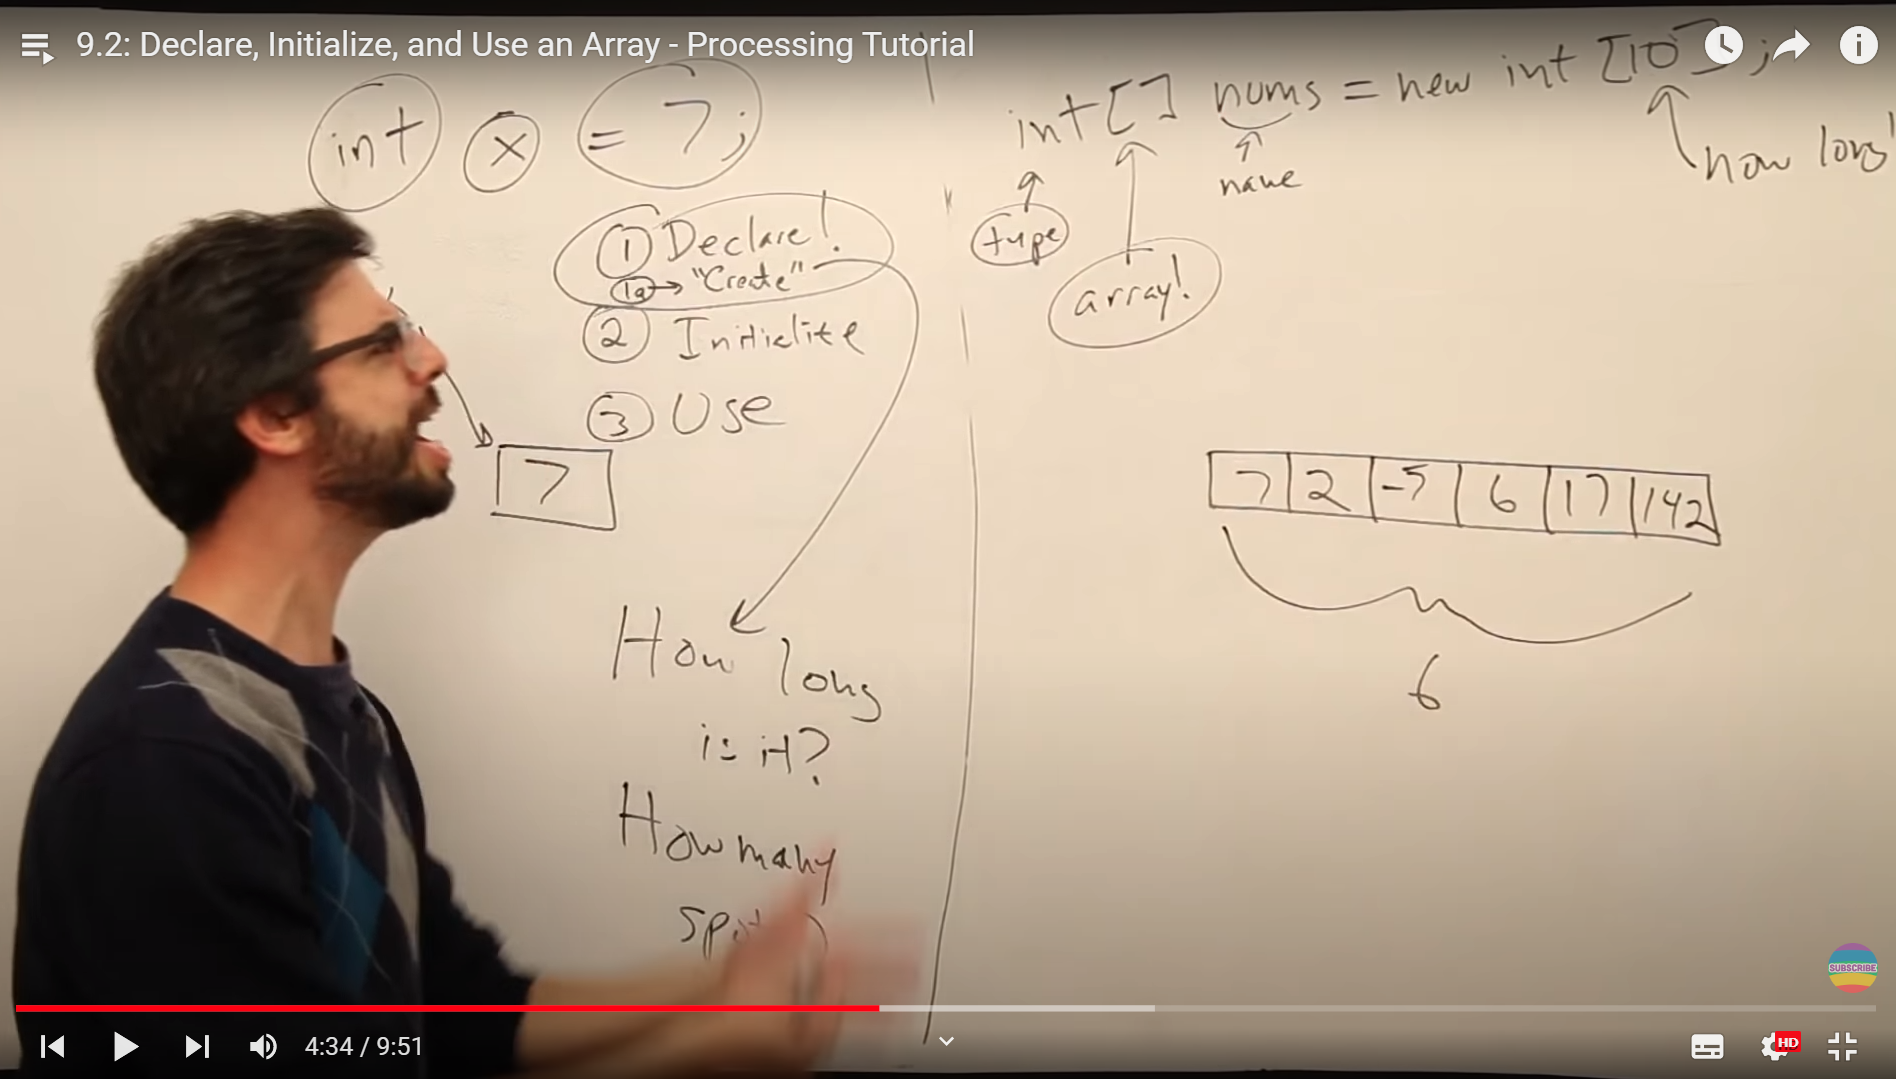 9.2: Declare, Initialize, and Use an Array - Processing Tutorial
int x = 7;
1 Declare!
1a → "Create"
2 Initialize
3 Use
7
How long
is it?
How many
int[] nums = new int [10];
how long
name
type
array!
7 2 -5 6 17 142
6
SUBSCRIBE
4:34 / 9:51
HD